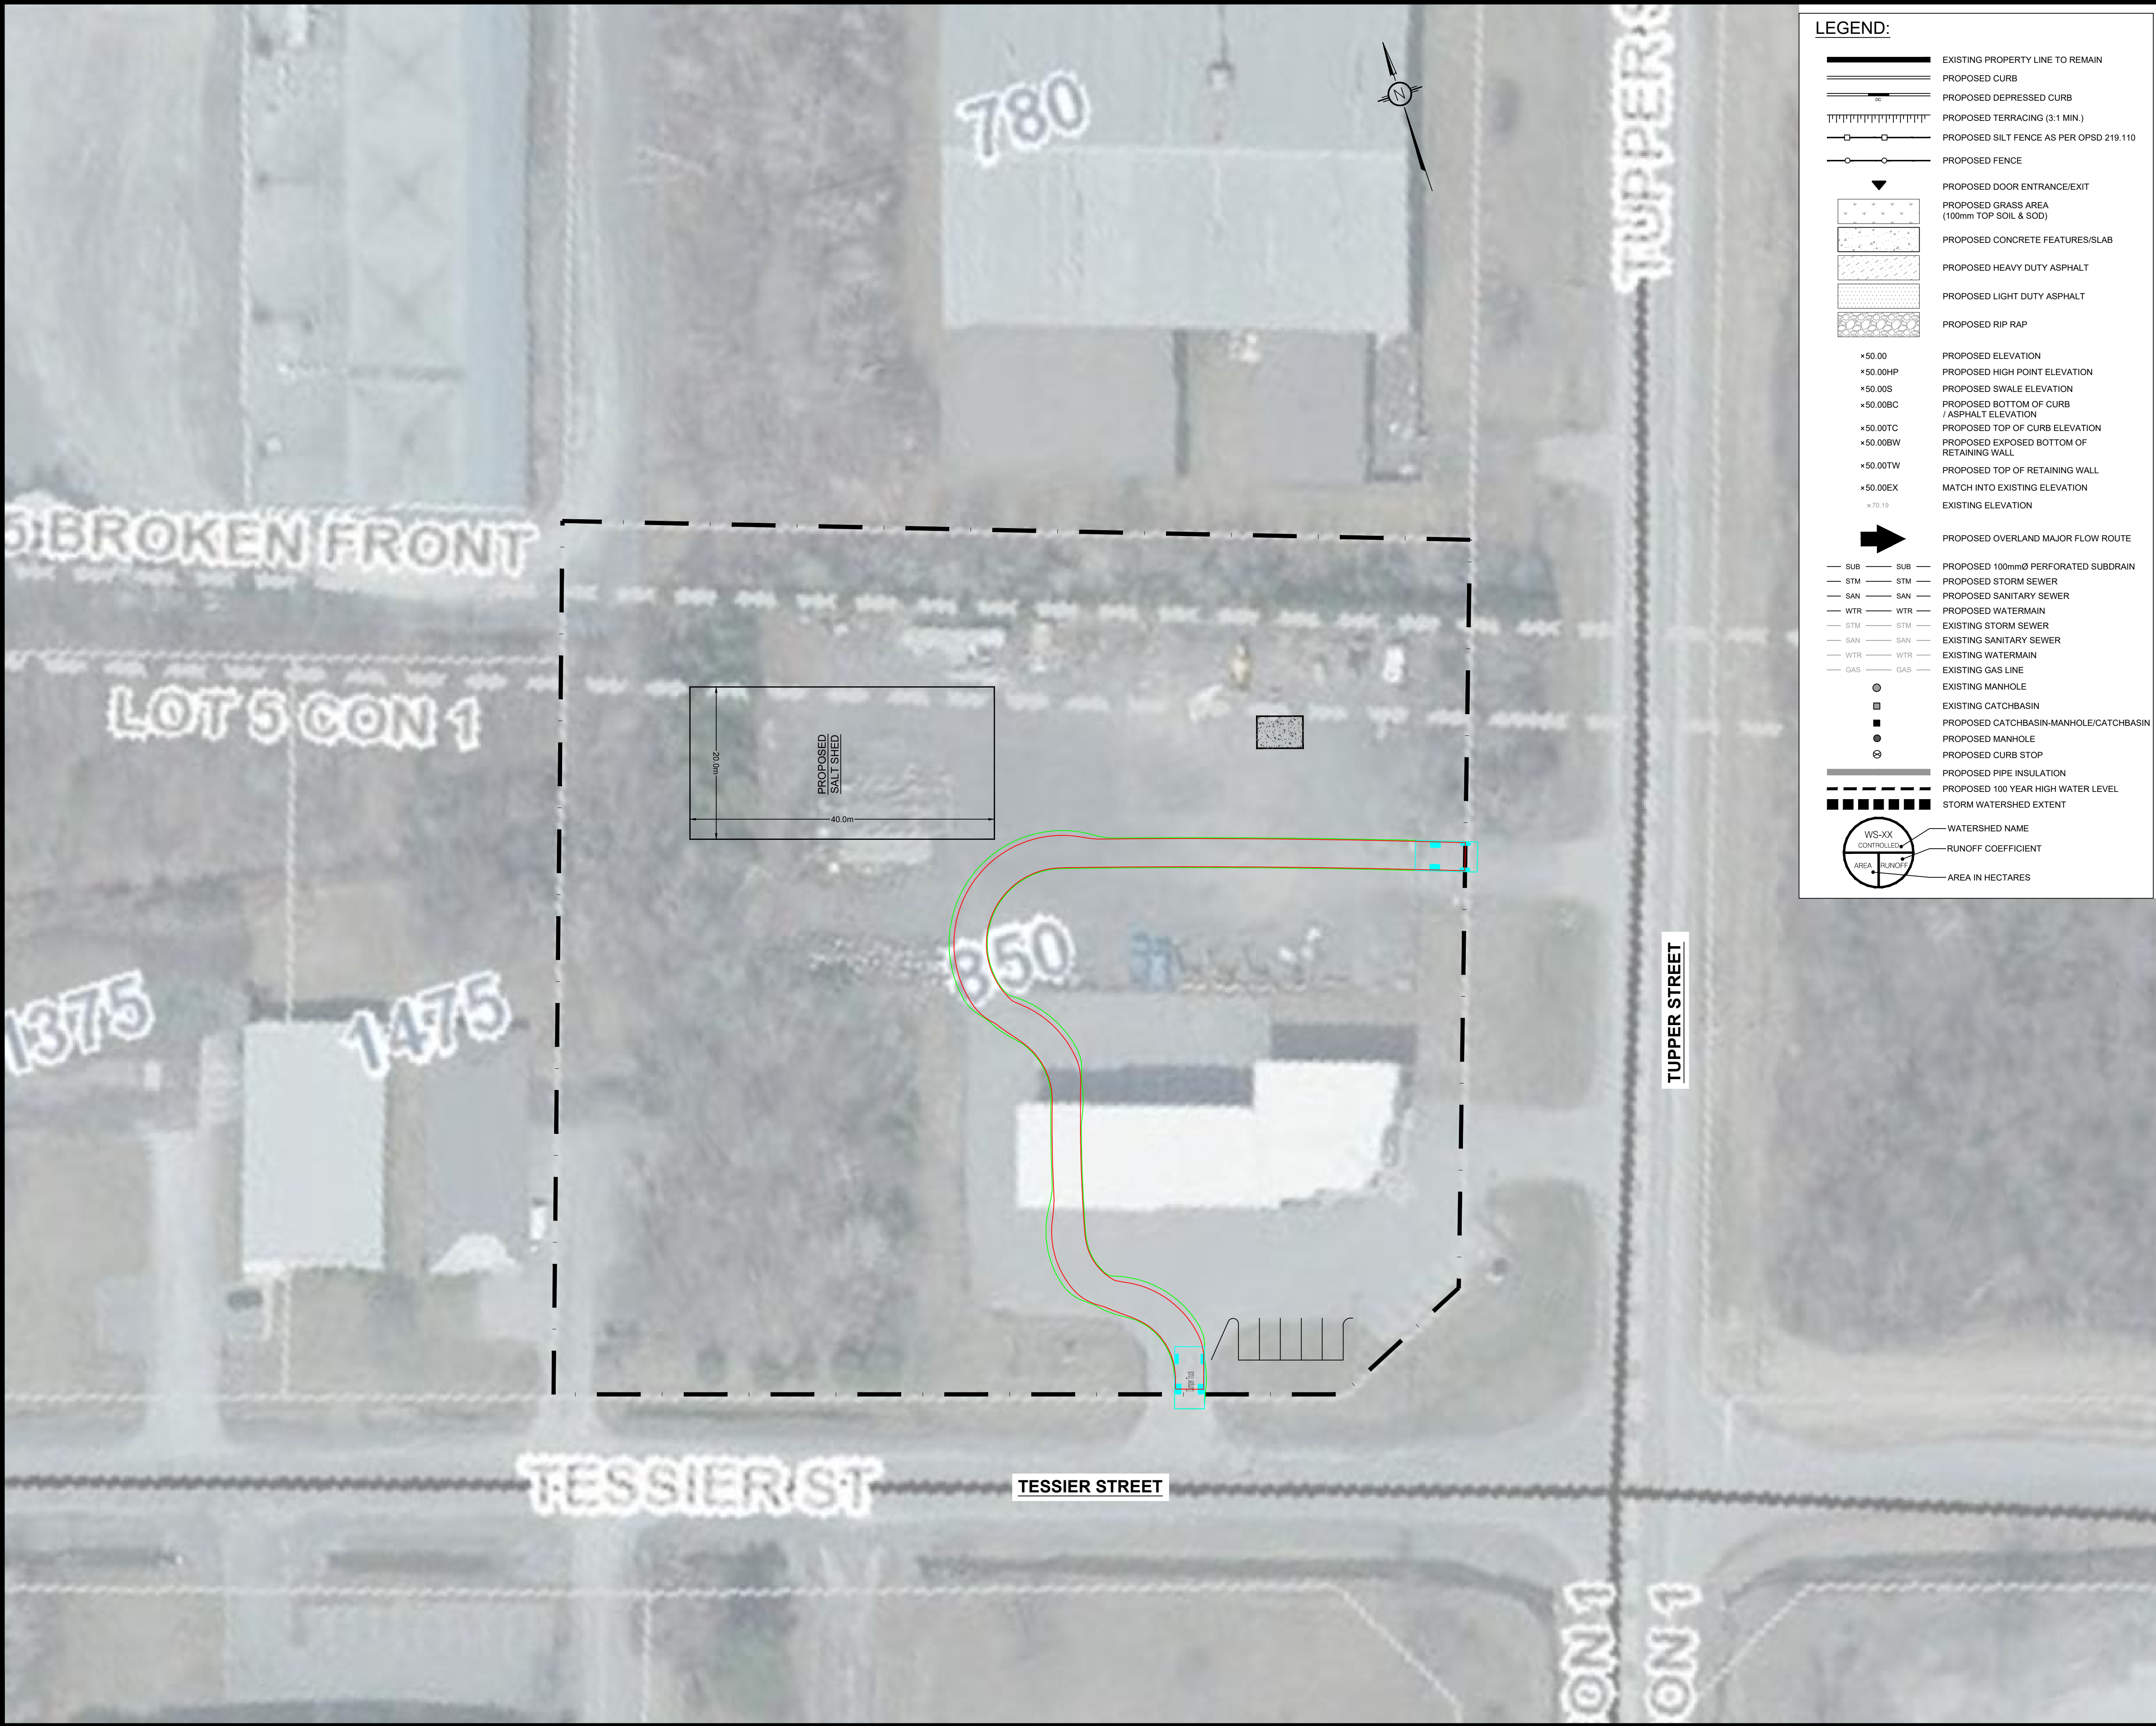 LEGEND:
EXISTING PROPERTY LINE TO REMAIN
PROPOSED CURB
DC
PROPOSED DEPRESSED CURB
PROPOSED TERRACING (3:1 MIN.)
PROPOSED SILT FENCE AS PER OPSD 219.110
PROPOSED FENCE
PROPOSED DOOR ENTRANCE/EXIT
PROPOSED GRASS AREA
(100mm TOP SOIL & SOD)
PROPOSED CONCRETE FEATURES/SLAB
PROPOSED HEAVY DUTY ASPHALT
PROPOSED LIGHT DUTY ASPHALT
PROPOSED RIP RAP
×50.00 PROPOSED ELEVATION
×50.00HP PROPOSED HIGH POINT ELEVATION
×50.00S PROPOSED SWALE ELEVATION
×50.00BC PROPOSED BOTTOM OF CURB
/ ASPHALT ELEVATION
×50.00TC PROPOSED TOP OF CURB ELEVATION
×50.00BW PROPOSED EXPOSED BOTTOM OF
RETAINING WALL
×50.00TW PROPOSED TOP OF RETAINING WALL
×50.00EX MATCH INTO EXISTING ELEVATION
×70.19 EXISTING ELEVATION
PROPOSED OVERLAND MAJOR FLOW ROUTE
SUB SUB PROPOSED 100mmØ PERFORATED SUBDRAIN
STM STM PROPOSED STORM SEWER
SAN SAN PROPOSED SANITARY SEWER
WTR WTR PROPOSED WATERMAIN
STM STM EXISTING STORM SEWER
SAN SAN EXISTING SANITARY SEWER
WTR WTR EXISTING WATERMAIN
GAS GAS EXISTING GAS LINE
EXISTING MANHOLE
EXISTING CATCHBASIN
PROPOSED CATCHBASIN-MANHOLE/CATCHBASIN
PROPOSED MANHOLE
PROPOSED CURB STOP
PROPOSED PIPE INSULATION
PROPOSED 100 YEAR HIGH WATER LEVEL
STORM WATERSHED EXTENT
WS-XX
CONTROLLED
AREA RUNOFF
WATERSHED NAME
RUNOFF COEFFICIENT
AREA IN HECTARES
N
780
TUPPER S
5 BROKEN FRONT
LOT 5 CON 1
PROPOSED
SALT SHED
20.0m
40.0m
850
1375
1475
TUPPER STREET
TESSIER ST
TESSIER STREET
ON 1
ON 1